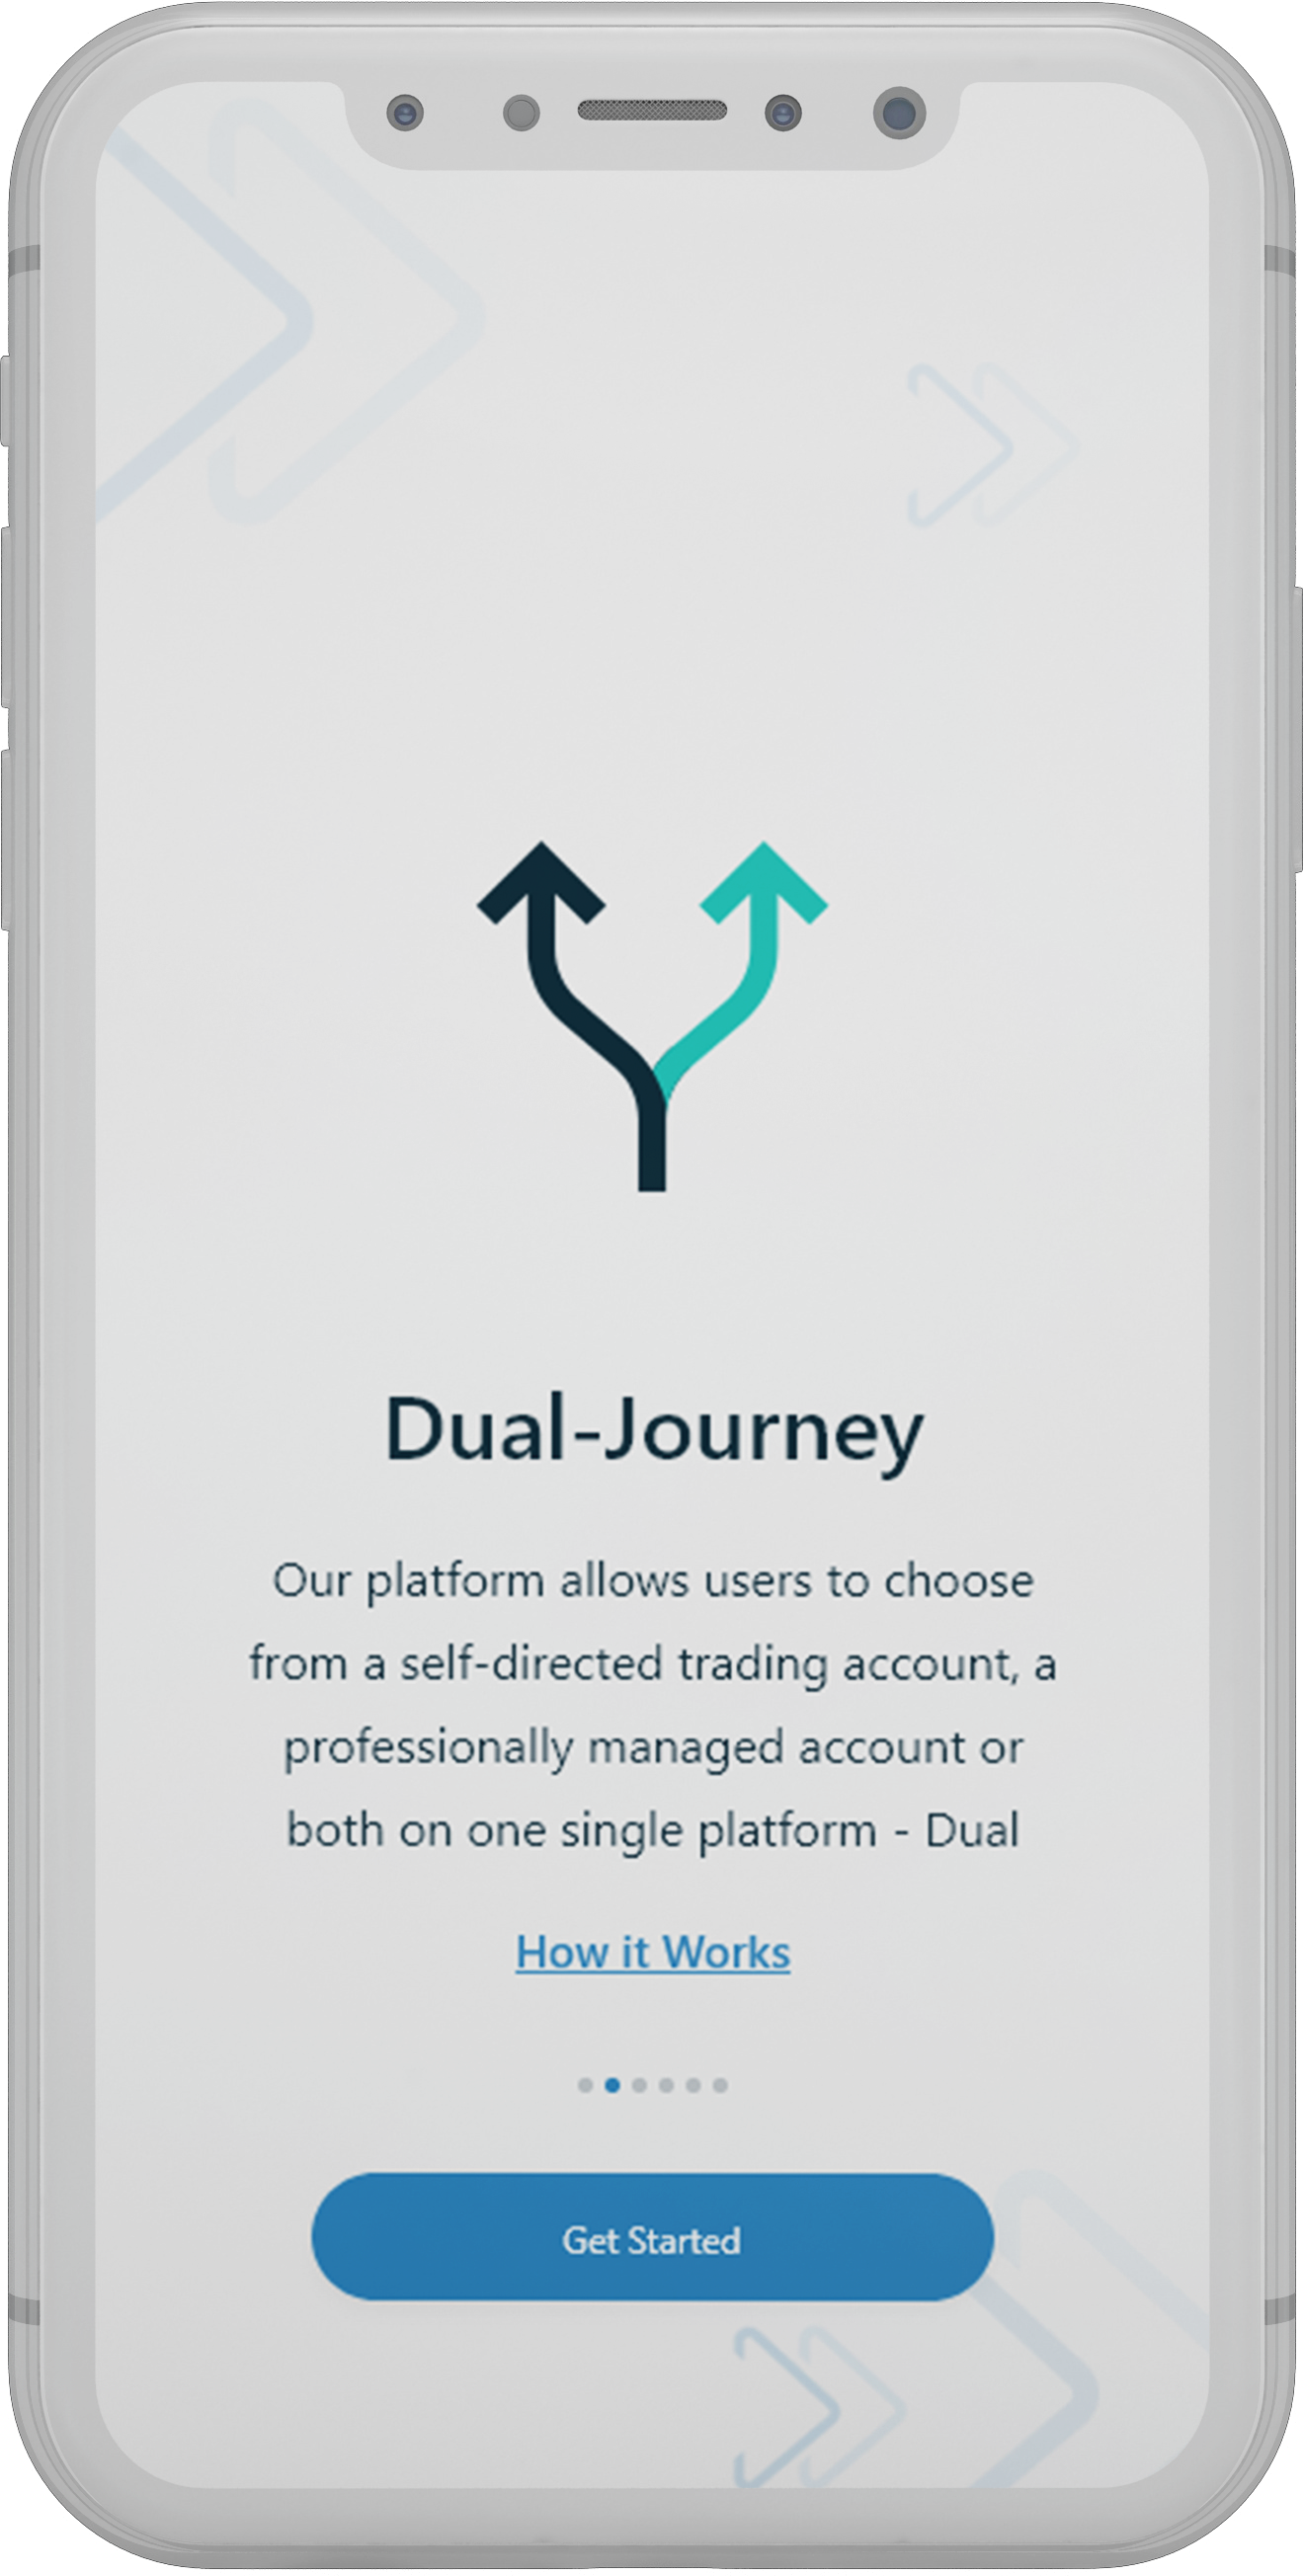 Dual-Journey
Our platform allows users to choose
from a self-directed trading account, a
professionally managed account or
both on one single platform - Dual
How it Works
Get Started